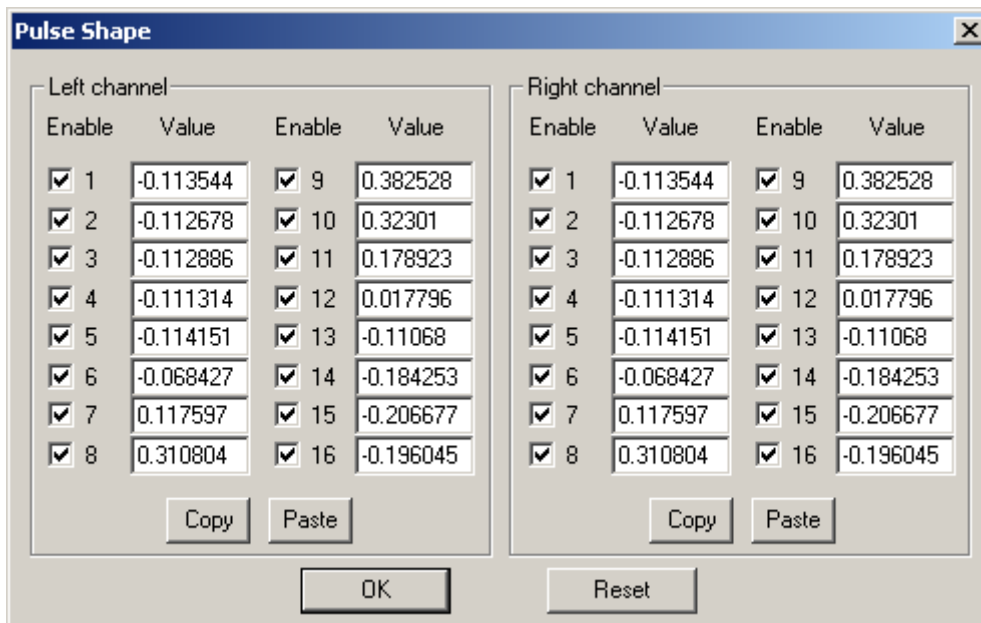 Pulse Shape
Left channel
Enable Value Enable Value
1 -0.113544 9 0.382528
2 -0.112678 10 0.32301
3 -0.112886 11 0.178923
4 -0.111314 12 0.017796
5 -0.114151 13 -0.11068
6 -0.068427 14 -0.184253
7 0.117597 15 -0.206677
8 0.310804 16 -0.196045
Copy Paste
Right channel
Enable Value Enable Value
1 -0.113544 9 0.382528
2 -0.112678 10 0.32301
3 -0.112886 11 0.178923
4 -0.111314 12 0.017796
5 -0.114151 13 -0.11068
6 -0.068427 14 -0.184253
7 0.117597 15 -0.206677
8 0.310804 16 -0.196045
Copy Paste
OK Reset